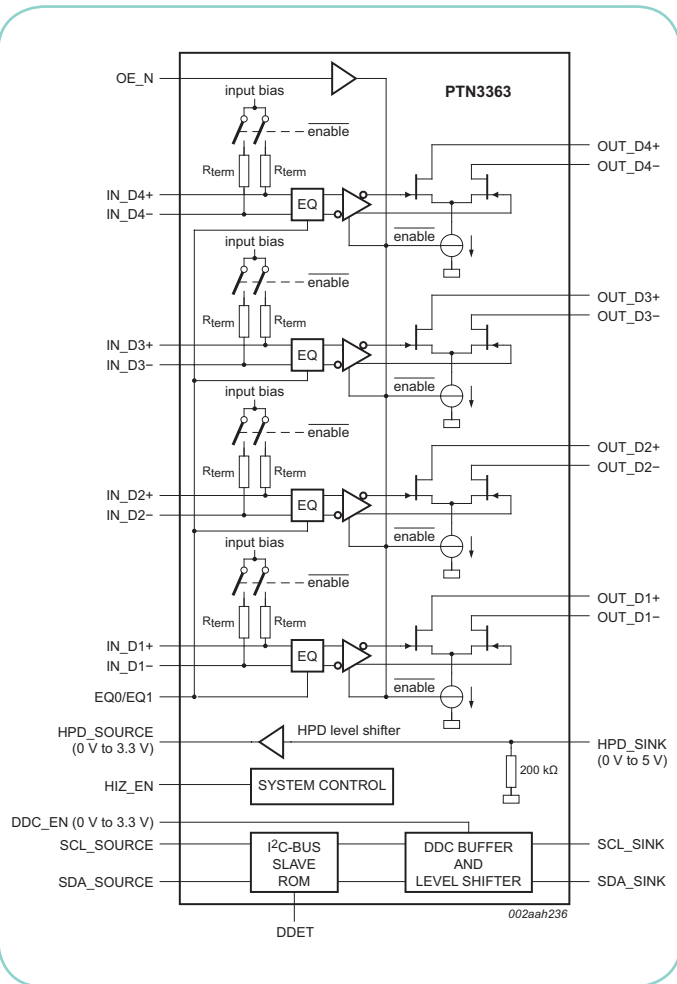 OE_N
PTN3363
input bias
enable
OUT_D4+
OUT_D4−
Rterm Rterm
IN_D4+
IN_D4−
EQ
enable
input bias
enable
OUT_D3+
OUT_D3−
Rterm Rterm
IN_D3+
IN_D3−
EQ
enable
input bias
enable
OUT_D2+
OUT_D2−
Rterm Rterm
IN_D2+
IN_D2−
EQ
enable
input bias
enable
OUT_D1+
OUT_D1−
Rterm Rterm
IN_D1+
IN_D1−
EQ
enable
EQ0/EQ1
HPD_SOURCE
(0 V to 3.3 V)
HPD level shifter
HPD_SINK
(0 V to 5 V)
200 kΩ
HIZ_EN
SYSTEM CONTROL
DDC_EN (0 V to 3.3 V)
SCL_SOURCE
SDA_SOURCE
I2C-BUS
SLAVE
ROM
DDC BUFFER
AND
LEVEL SHIFTER
SCL_SINK
SDA_SINK
DDET
002aah236